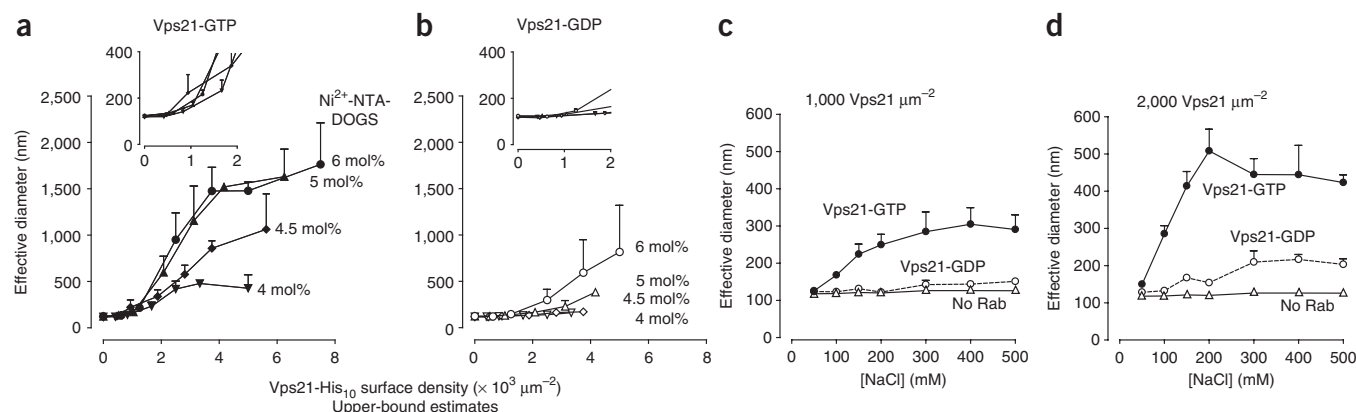 a
Vps21-GTP
400
200
0
0 1 2
Ni2+-NTA-
DOGS
2,500
2,000
1,500
1,000
500
0
0 2 4 6 8
6 mol%
5 mol%
4.5 mol%
4 mol%
Effective diameter (nm)
b
Vps21-GDP
400
200
0
0 1 2
2,500
2,000
1,500
1,000
500
0
0 2 4 6 8
6 mol%
5 mol%
4.5 mol%
4 mol%
Vps21-His10 surface density (× 10³ µm−2)
Upper-bound estimates
c
1,000 Vps21 µm−2
600
500
400
300
200
100
0
0 100 200 300 400 500
Effective diameter (nm)
Vps21-GTP
Vps21-GDP
No Rab
[NaCl] (mM)
d
2,000 Vps21 µm−2
600
500
400
300
200
100
0
0 100 200 300 400 500
Effective diameter (nm)
Vps21-GTP
Vps21-GDP
No Rab
[NaCl] (mM)